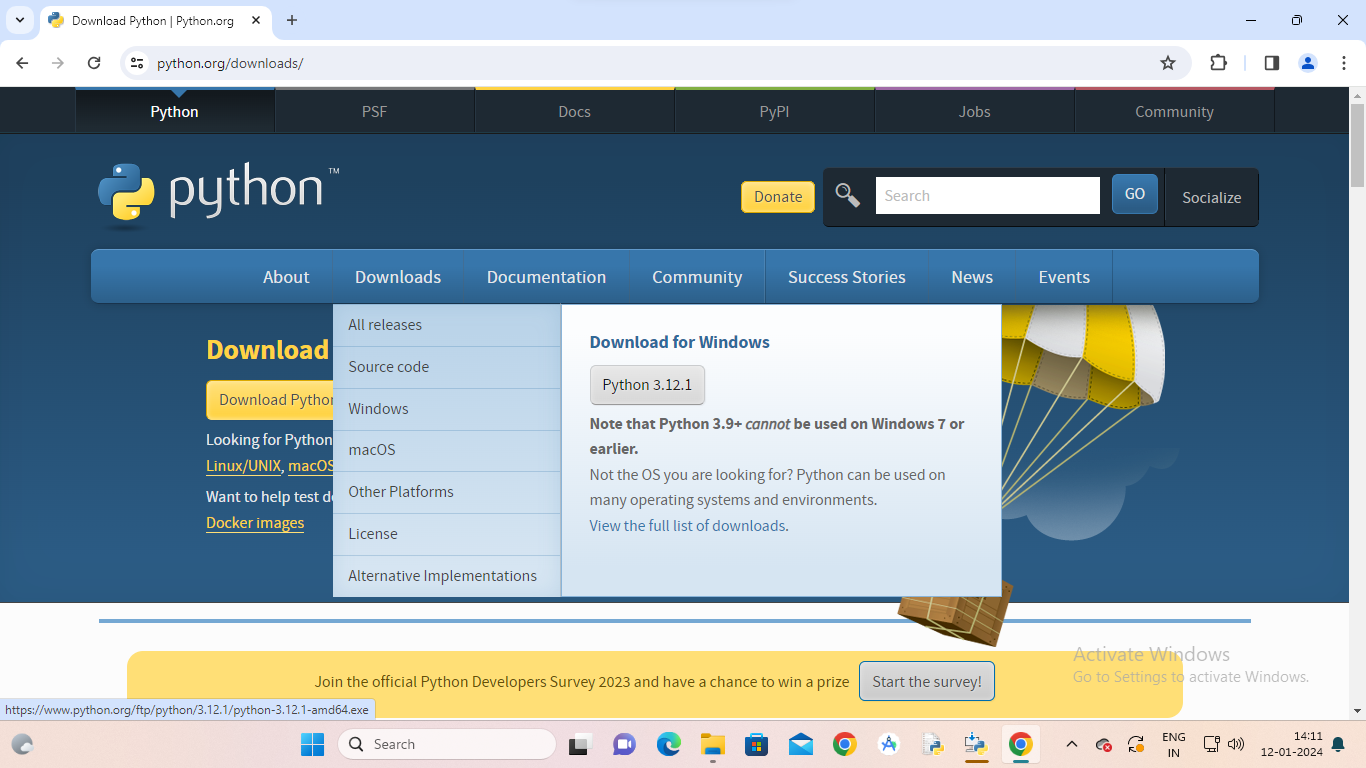 Download Python | Python.org
python.org/downloads/
Python PSF Docs PyPI Jobs Community
python™
Donate Search GO Socialize
About Downloads Documentation Community Success Stories News Events
All releases
Source code
Windows
macOS
Other Platforms
License
Alternative Implementations
Download for Windows
Python 3.12.1
Note that Python 3.9+ cannot be used on Windows 7 or
earlier.
Not the OS you are looking for? Python can be used on
many operating systems and environments.
View the full list of downloads.
Download
Download Python
Looking for Python
Linux/UNIX, macOS
Want to help test
Docker images
Join the official Python Developers Survey 2023 and have a chance to win a prize Start the survey!
Activate Windows
Go to Settings to activate Windows.
https://www.python.org/ftp/python/3.12.1/python-3.12.1-amd64.exe
Search
ENG
IN
14:11
12-01-2024